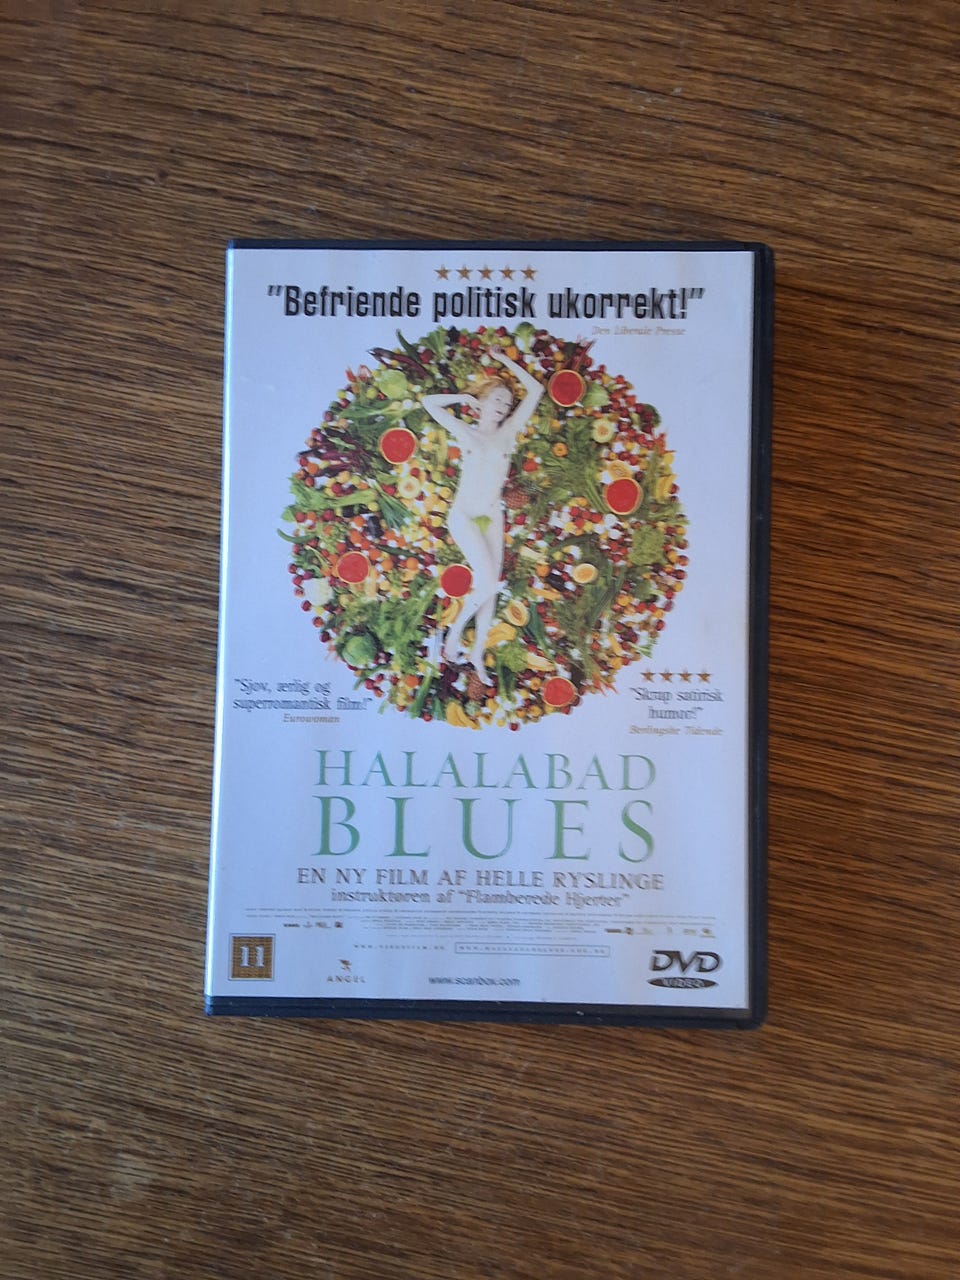 "Befriende politisk ukorrekt!"
Den Liberale Presse
"Sjov, ærlig og
superromantisk film!"
Eurowoman
"Skrap satirisk
humor!"
Berlingske Tidende
HALALABAD
BLUES
EN NY FILM AF HELLE RYSLINGE
instruktøren af "Flamberede Hjerter"
11
ANGEL
www.scanbox.com
DVD
VIDEO